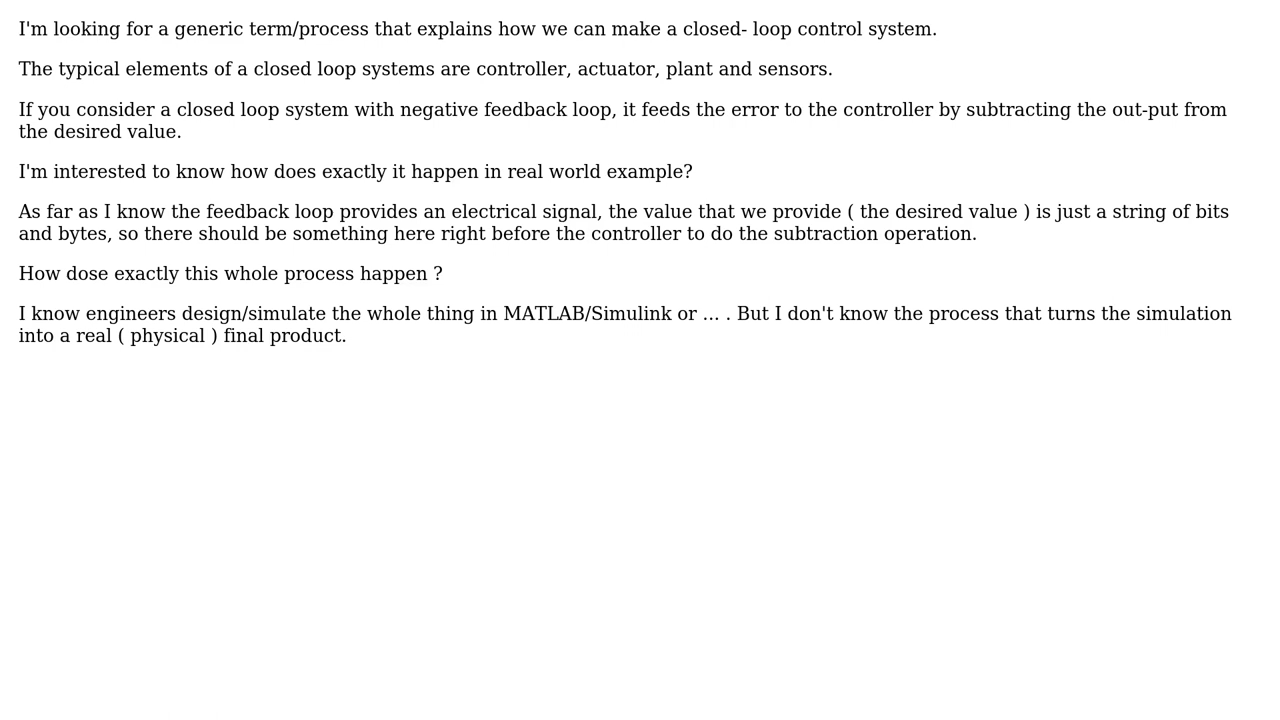 I'm looking for a generic term/process that explains how we can make a closed- loop control system.
The typical elements of a closed loop systems are controller, actuator, plant and sensors.
If you consider a closed loop system with negative feedback loop, it feeds the error to the controller by subtracting the out-put from
the desired value.
I'm interested to know how does exactly it happen in real world example?
As far as I know the feedback loop provides an electrical signal, the value that we provide ( the desired value ) is just a string of bits
and bytes, so there should be something here right before the controller to do the subtraction operation.
How dose exactly this whole process happen ?
I know engineers design/simulate the whole thing in MATLAB/Simulink or ... . But I don't know the process that turns the simulation
into a real ( physical ) final product.